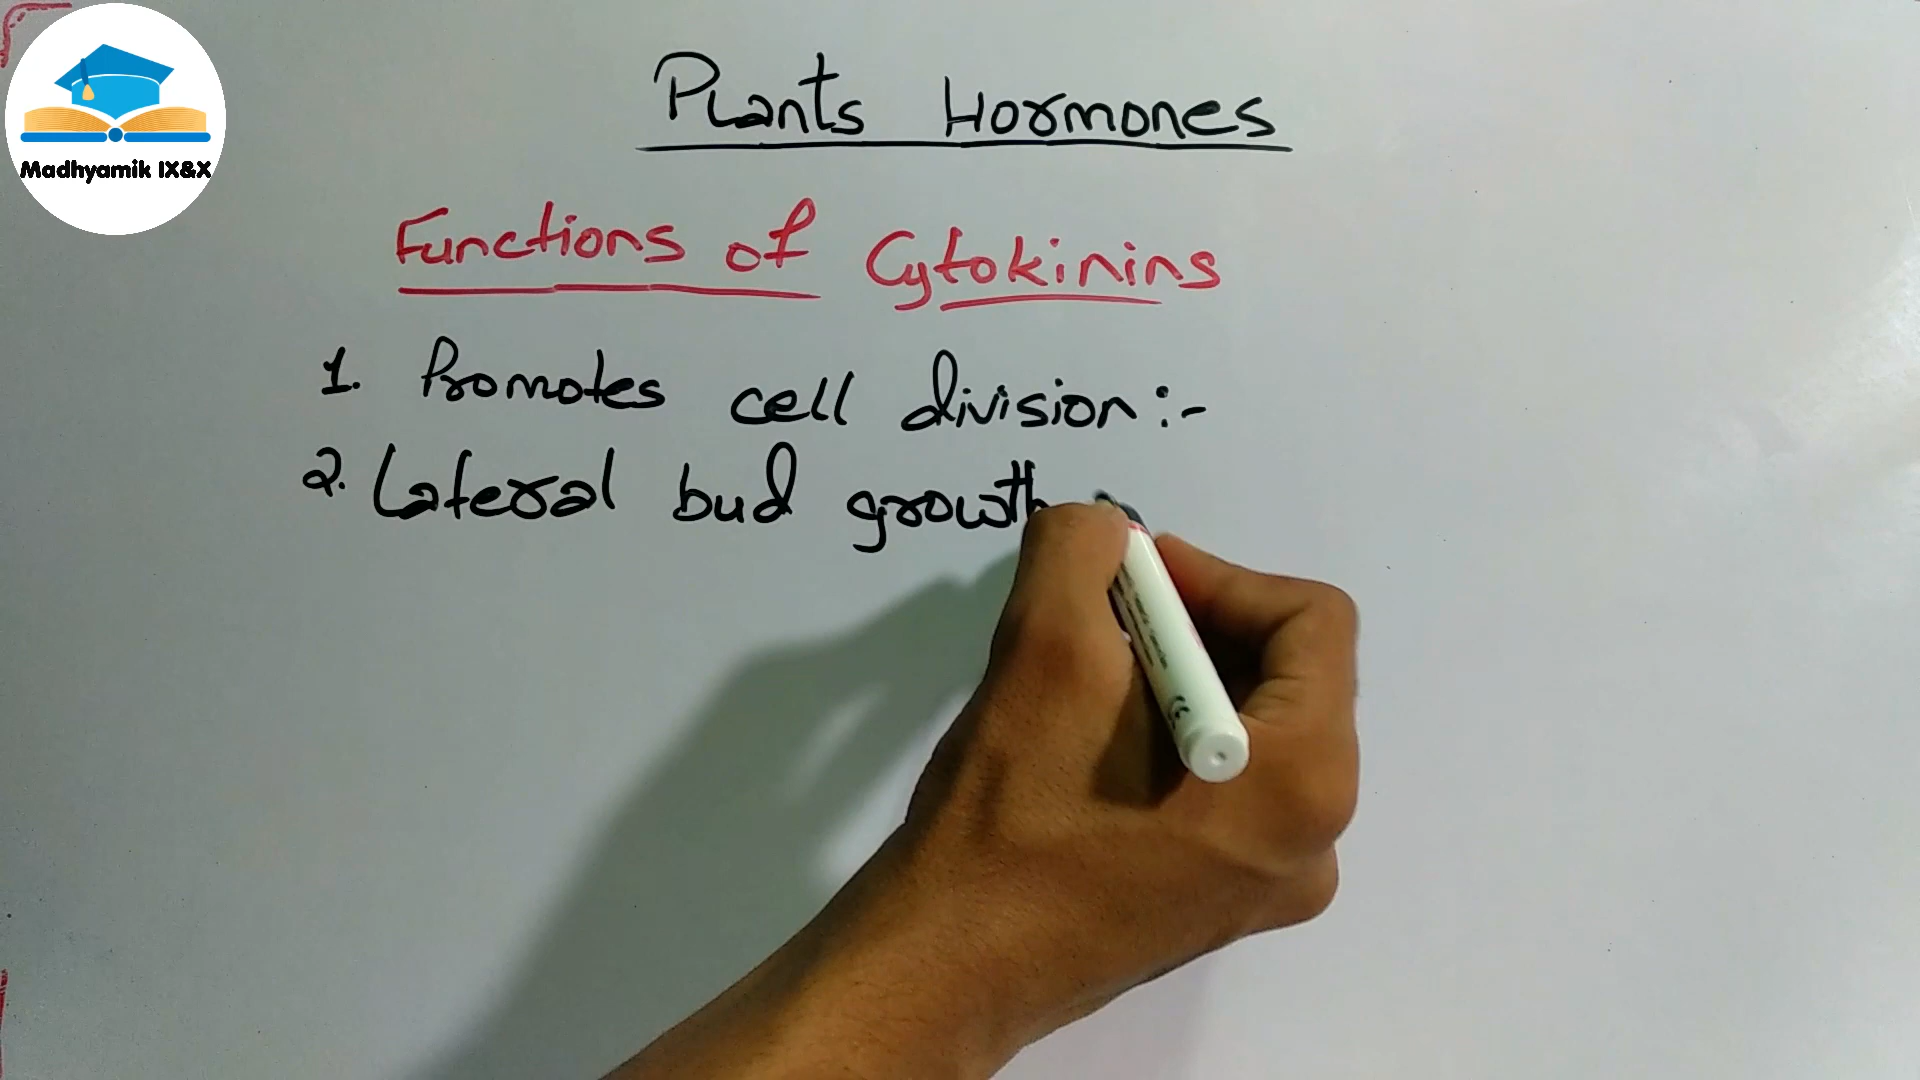 Madhyamik IX&X
Plants Hormones
Functions of Cytokinins
1. Promotes cell division:-
2. Lateral bud growth